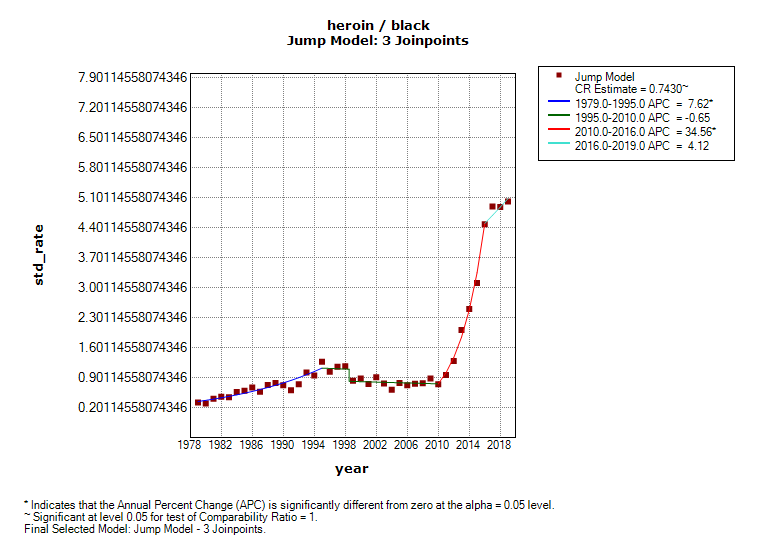 heroin / black
Jump Model: 3 Joinpoints
7.90114558074346
7.20114558074346
6.50114558074346
5.80114558074346
5.10114558074346
4.40114558074346
3.70114558074346
3.00114558074346
2.30114558074346
1.60114558074346
0.90114558074346
0.20114558074346
std_rate
1978 1982 1986 1990 1994 1998 2002 2006 2010 2014 2018
year
Jump Model
CR Estimate = 0.7430~
1979.0-1995.0 APC = 7.62*
1995.0-2010.0 APC = -0.65
2010.0-2016.0 APC = 34.56*
2016.0-2019.0 APC = 4.12
* Indicates that the Annual Percent Change (APC) is significantly different from zero at the alpha = 0.05 level.
~ Significant at level 0.05 for test of Comparability Ratio = 1.
Final Selected Model: Jump Model - 3 Joinpoints.